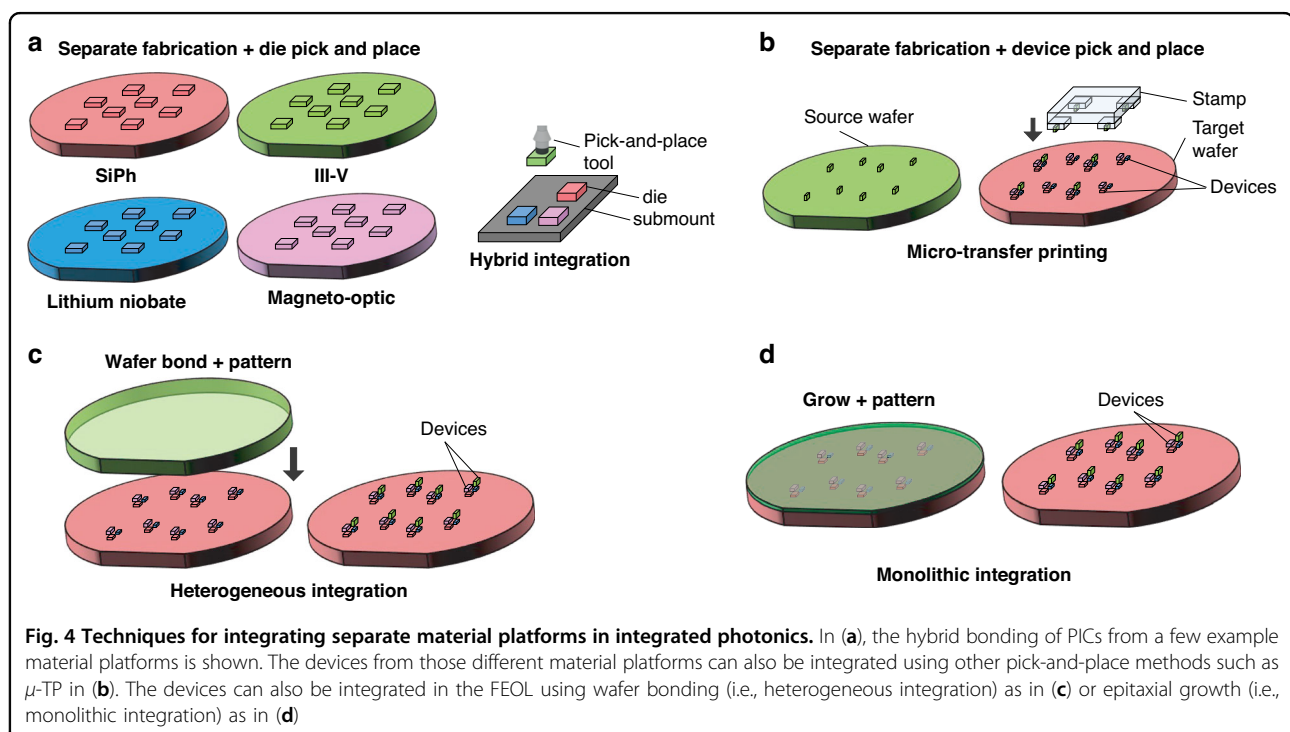 a
Separate fabrication + die pick and place
SiPh
III-V
Lithium niobate
Magneto-optic
Pick-and-place
tool
die
submount
Hybrid integration
b
Separate fabrication + device pick and place
Source wafer
Stamp
Target
wafer
Devices
Micro-transfer printing
c
Wafer bond + pattern
Devices
Heterogeneous integration
d
Grow + pattern
Devices
Monolithic integration
Fig. 4 Techniques for integrating separate material platforms in integrated photonics. In (a), the hybrid bonding of PICs from a few example
material platforms is shown. The devices from those different material platforms can also be integrated using other pick-and-place methods such as
μ-TP in (b). The devices can also be integrated in the FEOL using wafer bonding (i.e., heterogeneous integration) as in (c) or epitaxial growth (i.e.,
monolithic integration) as in (d)